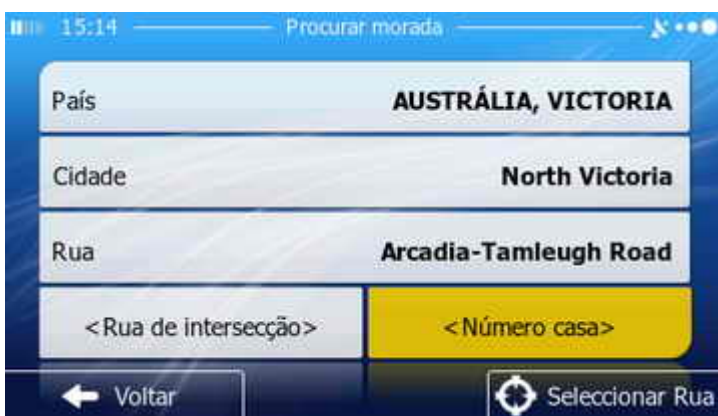 15:14 Procurar morada
País AUSTRÁLIA, VICTORIA
Cidade North Victoria
Rua Arcadia-Tamleugh Road
<Rua de intersecção> <Número casa>
Voltar Seleccionar Rua